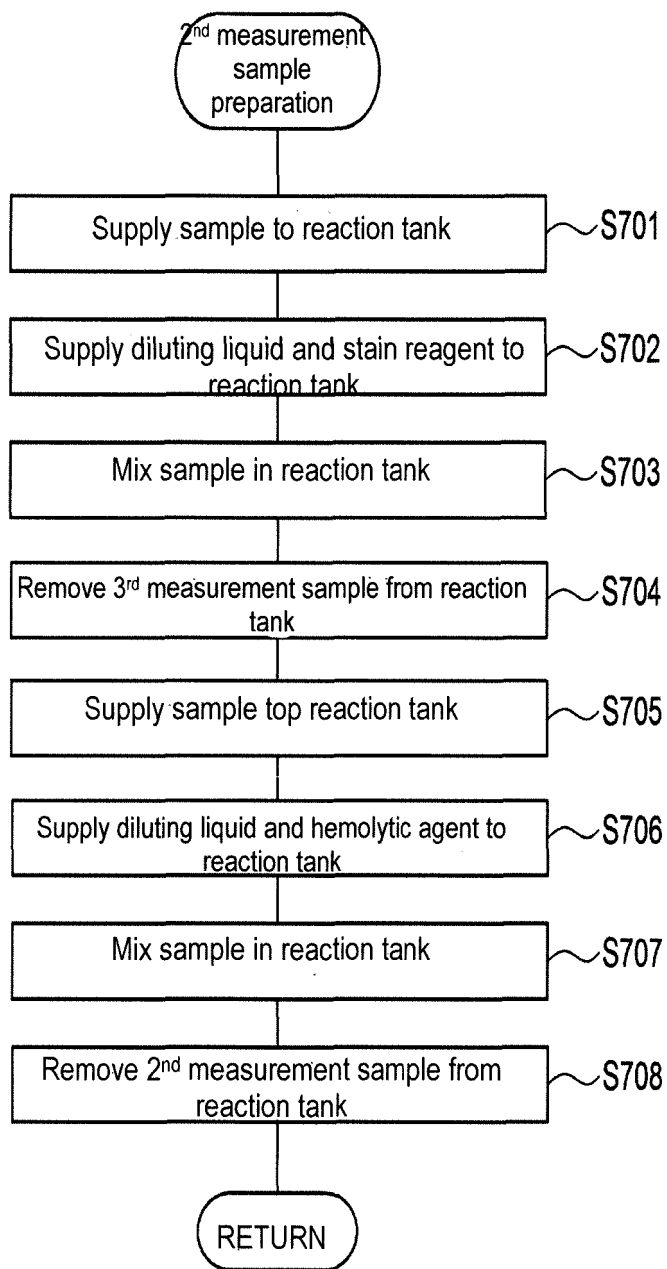 2nd measurement
sample
preparation
Supply sample to reaction tank
S701
Supply diluting liquid and stain reagent to
reaction tank
S702
Mix sample in reaction tank
S703
Remove 3rd measurement sample from reaction
tank
S704
Supply sample top reaction tank
S705
Supply diluting liquid and hemolytic agent to
reaction tank
S706
Mix sample in reaction tank
S707
Remove 2nd measurement sample from
reaction tank
S708
RETURN